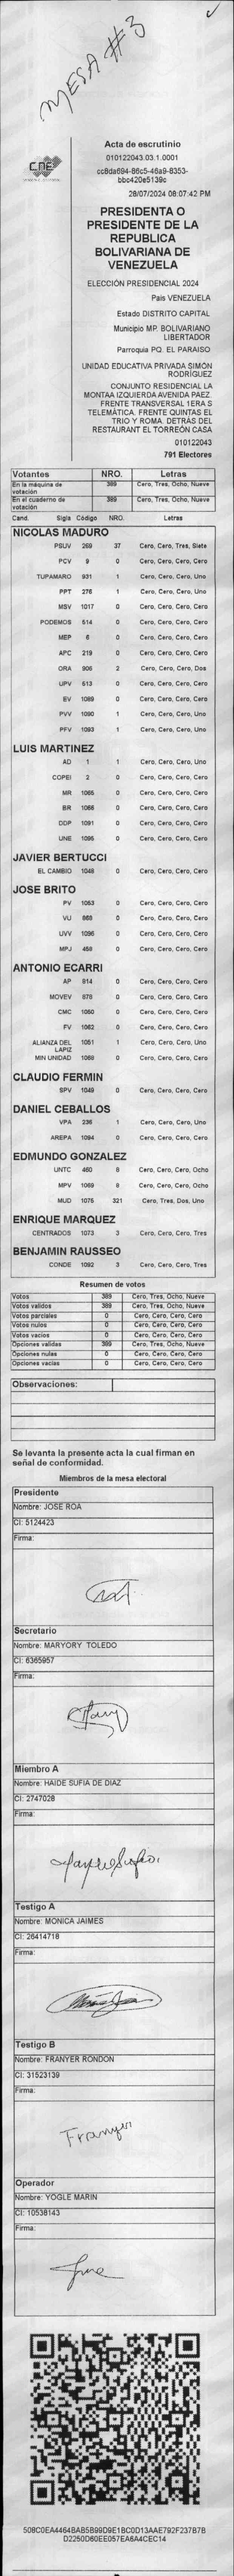 MESA #3
CNE
Acta de escrutinio
010122043.03.1.0001
cc8da694-86c5-46a9-8353-
bbc420e5139c
28/07/2024 08:07:42 PM
PRESIDENTA O
PRESIDENTE DE LA
REPUBLICA
BOLIVARIANA DE
VENEZUELA
ELECCIÓN PRESIDENCIAL 2024
País VENEZUELA
Estado DISTRITO CAPITAL
Municipio MP. BOLIVARIANO
LIBERTADOR
Parroquia PQ. EL PARAISO
UNIDAD EDUCATIVA PRIVADA SIMÓN
RODRÍGUEZ
CONJUNTO RESIDENCIAL LA
MONTAA IZQUIERDA AVENIDA PAEZ.
FRENTE TRANSVERSAL 1ERA S
TELEMÁTICA. FRENTE QUINTAS EL
TRIO Y ROMA. DETRÁS DEL
RESTAURANT EL TORREÓN CASA
010122043
791 Electores
Votantes NRO. Letras
En la máquina de votación 389 Cero, Tres, Ocho, Nueve
En el cuaderno de votación 389 Cero, Tres, Ocho, Nueve
Cand. Sigla Código NRO. Letras
NICOLAS MADURO
PSUV 269 37 Cero, Cero, Tres, Siete
PCV 9 0 Cero, Cero, Cero, Cero
TUPAMARO 931 1 Cero, Cero, Cero, Uno
PPT 276 1 Cero, Cero, Cero, Uno
MSV 1017 0 Cero, Cero, Cero, Cero
PODEMOS 514 0 Cero, Cero, Cero, Cero
MEP 6 0 Cero, Cero, Cero, Cero
APC 219 0 Cero, Cero, Cero, Cero
ORA 906 2 Cero, Cero, Cero, Dos
UPV 613 0 Cero, Cero, Cero, Cero
EV 1089 0 Cero, Cero, Cero, Cero
PVV 1090 1 Cero, Cero, Cero, Uno
PFV 1093 1 Cero, Cero, Cero, Uno
LUIS MARTINEZ
AD 1 1 Cero, Cero, Cero, Uno
COPEI 2 0 Cero, Cero, Cero, Cero
MR 1065 0 Cero, Cero, Cero, Cero
BR 1066 0 Cero, Cero, Cero, Cero
DDP 1091 0 Cero, Cero, Cero, Cero
UNE 1095 0 Cero, Cero, Cero, Cero
JAVIER BERTUCCI
EL CAMBIO 1048 0 Cero, Cero, Cero, Cero
JOSE BRITO
PV 1053 0 Cero, Cero, Cero, Cero
VU 888 0 Cero, Cero, Cero, Cero
UVV 1096 0 Cero, Cero, Cero, Cero
MPJ 458 0 Cero, Cero, Cero, Cero
ANTONIO ECARRI
AP 814 0 Cero, Cero, Cero, Cero
MOVEV 878 0 Cero, Cero, Cero, Cero
CMC 1050 0 Cero, Cero, Cero, Cero
FV 1062 0 Cero, Cero, Cero, Cero
ALIANZA DEL LAPIZ 1051 1 Cero, Cero, Cero, Uno
MIN UNIDAD 1068 0 Cero, Cero, Cero, Cero
CLAUDIO FERMIN
SPV 1049 0 Cero, Cero, Cero, Cero
DANIEL CEBALLOS
VPA 236 1 Cero, Cero, Cero, Uno
AREPA 1094 0 Cero, Cero, Cero, Cero
EDMUNDO GONZALEZ
UNTC 460 8 Cero, Cero, Cero, Ocho
MPV 1069 8 Cero, Cero, Cero, Ocho
MUD 1075 321 Cero, Tres, Dos, Uno
ENRIQUE MARQUEZ
CENTRADOS 1073 3 Cero, Cero, Cero, Tres
BENJAMIN RAUSSEO
CONDE 1092 3 Cero, Cero, Cero, Tres
Resumen de votos
Votos 389 Cero, Tres, Ocho, Nueve
Votos validos 389 Cero, Tres, Ocho, Nueve
Votos parciales 0 Cero, Cero, Cero, Cero
Votos nulos 0 Cero, Cero, Cero, Cero
Votos vacios 0 Cero, Cero, Cero, Cero
Opciones validas 389 Cero, Tres, Ocho, Nueve
Opciones nulas 0 Cero, Cero, Cero, Cero
Opciones vacias 0 Cero, Cero, Cero, Cero
Observaciones:
Se levanta la presente acta la cual firman en
señal de conformidad.
Miembros de la mesa electoral
Presidente
Nombre: JOSE ROA
CI: 5124423
Firma:
Secretario
Nombre: MARYORY TOLEDO
CI: 6365957
Firma:
Miembro A
Nombre: HAIDE SUFIA DE DIAZ
CI: 2747028
Firma:
Testigo A
Nombre: MONICA JAIMES
CI: 26414718
Firma:
Testigo B
Nombre: FRANYER RONDON
CI: 31523139
Firma:
Franyer
Operador
Nombre: YOGLE MARIN
CI: 10538143
Firma:
508C0EA4464BAB5B99D9E1BC0D13AAE792F237B7B
D2250D60EE057EA6A4CEC14